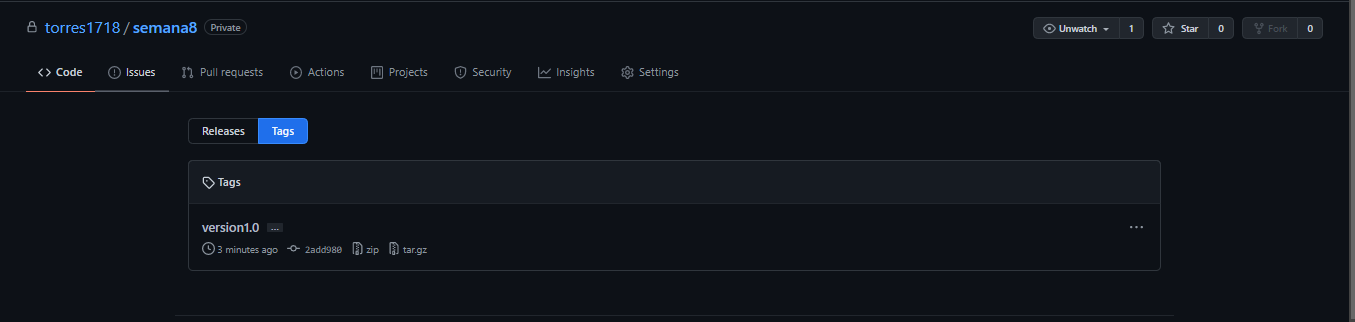 torres1718 / semana8 Private Unwatch 1 Star 0 Fork 0
Code Issues Pull requests Actions Projects Security Insights Settings
Releases Tags
Tags
version1.0 ...
3 minutes ago 2add980 zip tar.gz